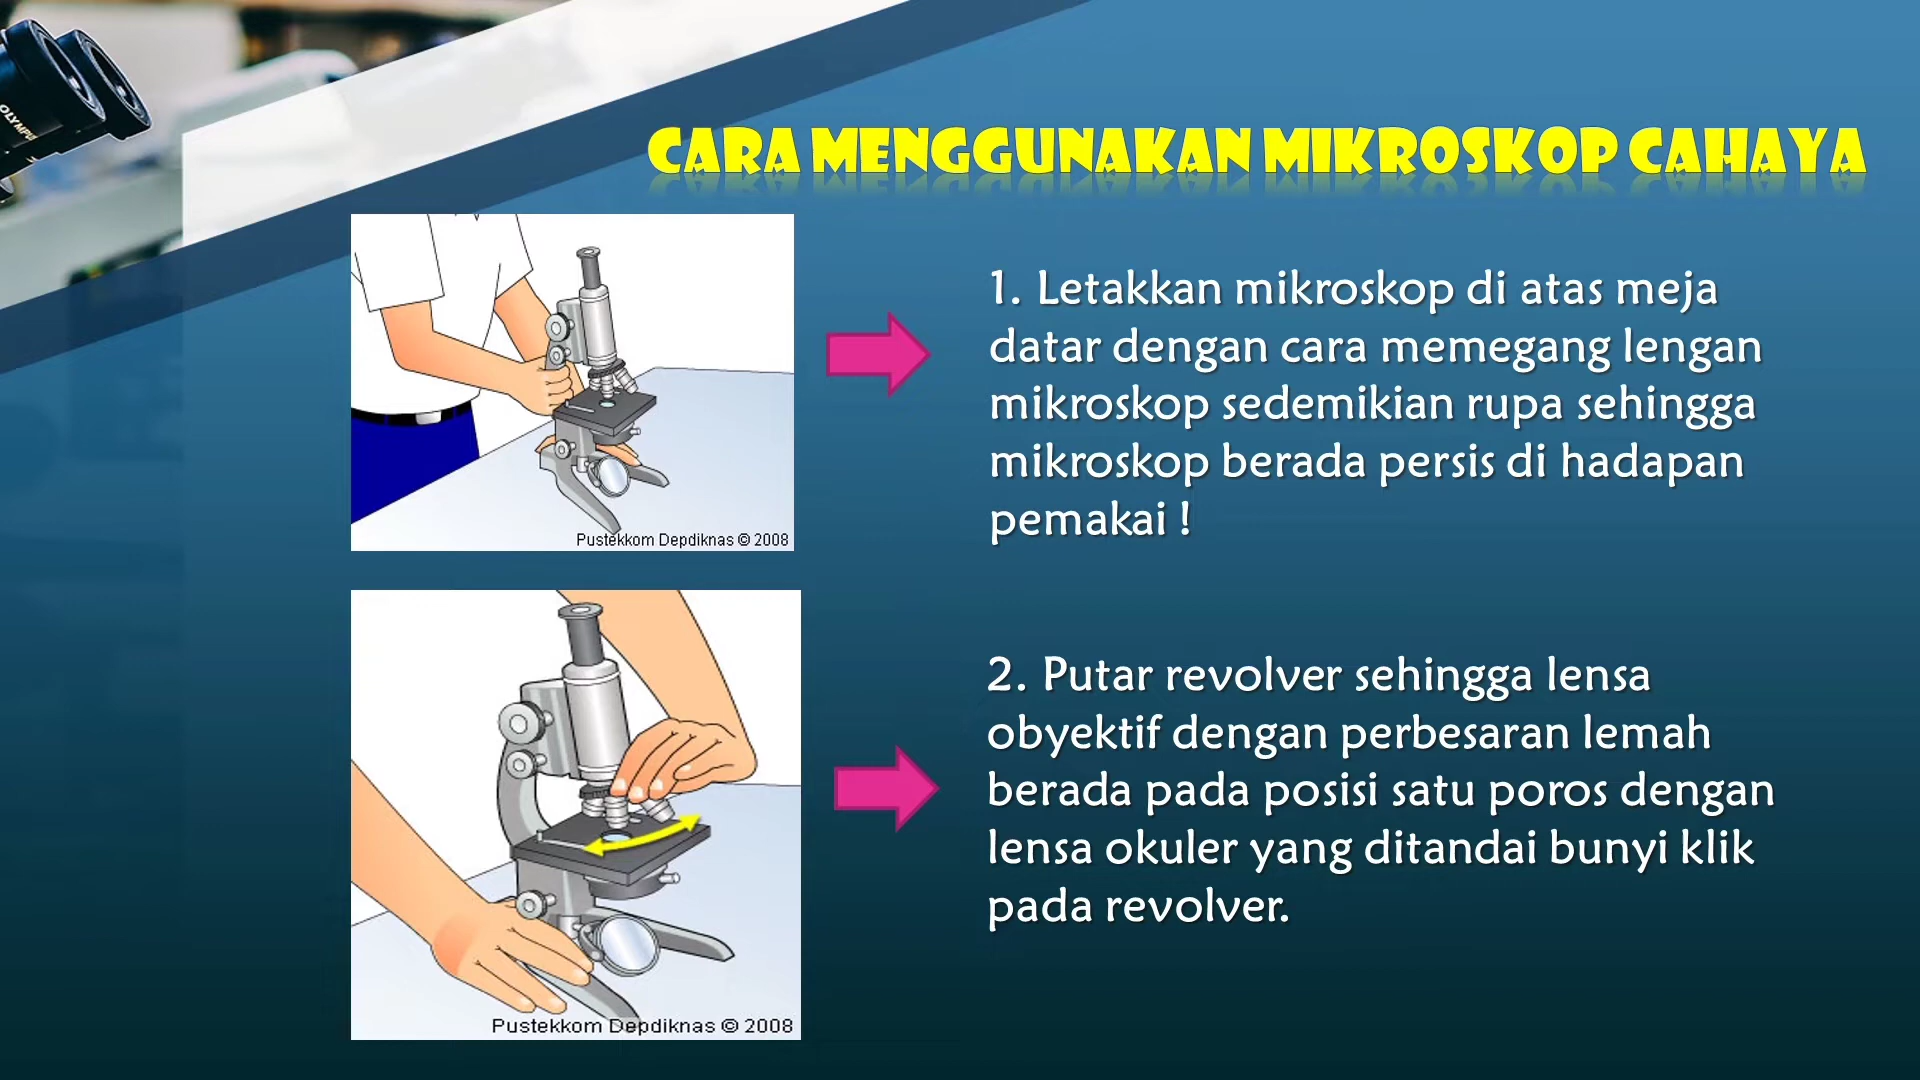 OLYMPU
CARA MENGGUNAKAN MIKROSKOP CAHAYA
1. Letakkan mikroskop di atas meja
datar dengan cara memegang lengan
mikroskop sedemikian rupa sehingga
mikroskop berada persis di hadapan
pemakai !
Pustekkom Depdiknas © 2008
2. Putar revolver sehingga lensa
obyektif dengan perbesaran lemah
berada pada posisi satu poros dengan
lensa okuler yang ditandai bunyi klik
pada revolver.
Pustekkom Depdiknas © 2008